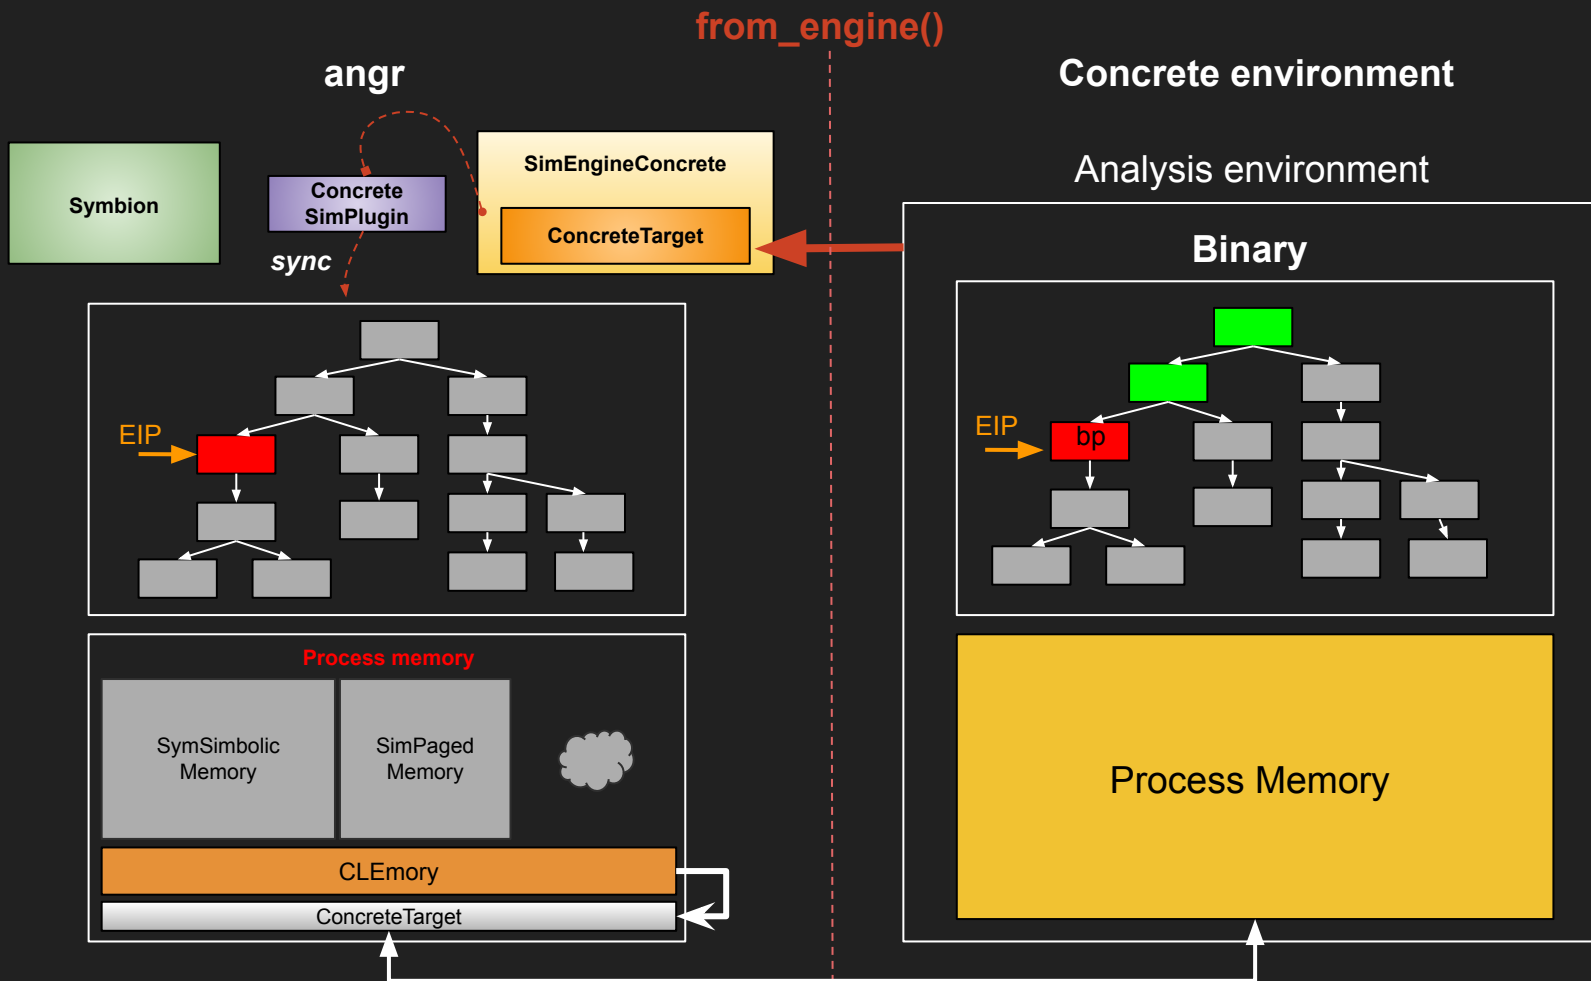 from_engine()
angr
Concrete environment
Analysis environment
Symbion
Concrete
SimPlugin
SimEngineConcrete
ConcreteTarget
sync
Binary
EIP
EIP
bp
Process memory
SymSimbolic
Memory
SimPaged
Memory
CLEmory
ConcreteTarget
Process Memory